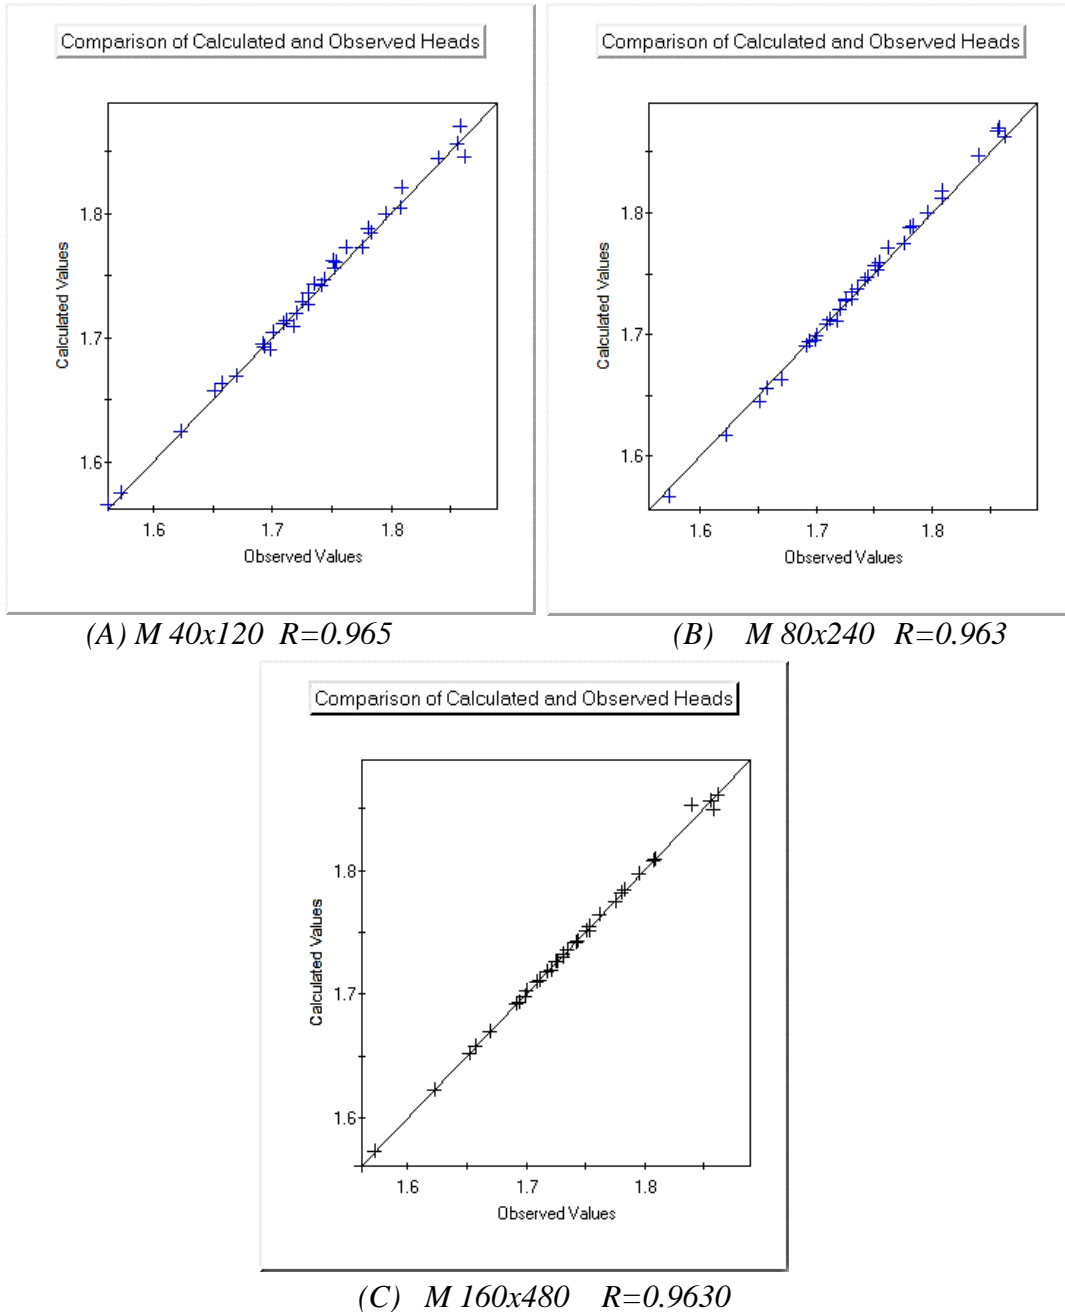 Comparison of Calculated and Observed Heads
Calculated Values
1.8
1.7
1.6
1.6 1.7 1.8
Observed Values
(A) M 40x120 R=0.965
Comparison of Calculated and Observed Heads
Calculated Values
1.8
1.7
1.6
1.6 1.7 1.8
Observed Values
(B) M 80x240 R=0.963
Comparison of Calculated and Observed Heads
Calculated Values
1.8
1.7
1.6
1.6 1.7 1.8
Observed Values
(C) M 160x480 R=0.9630